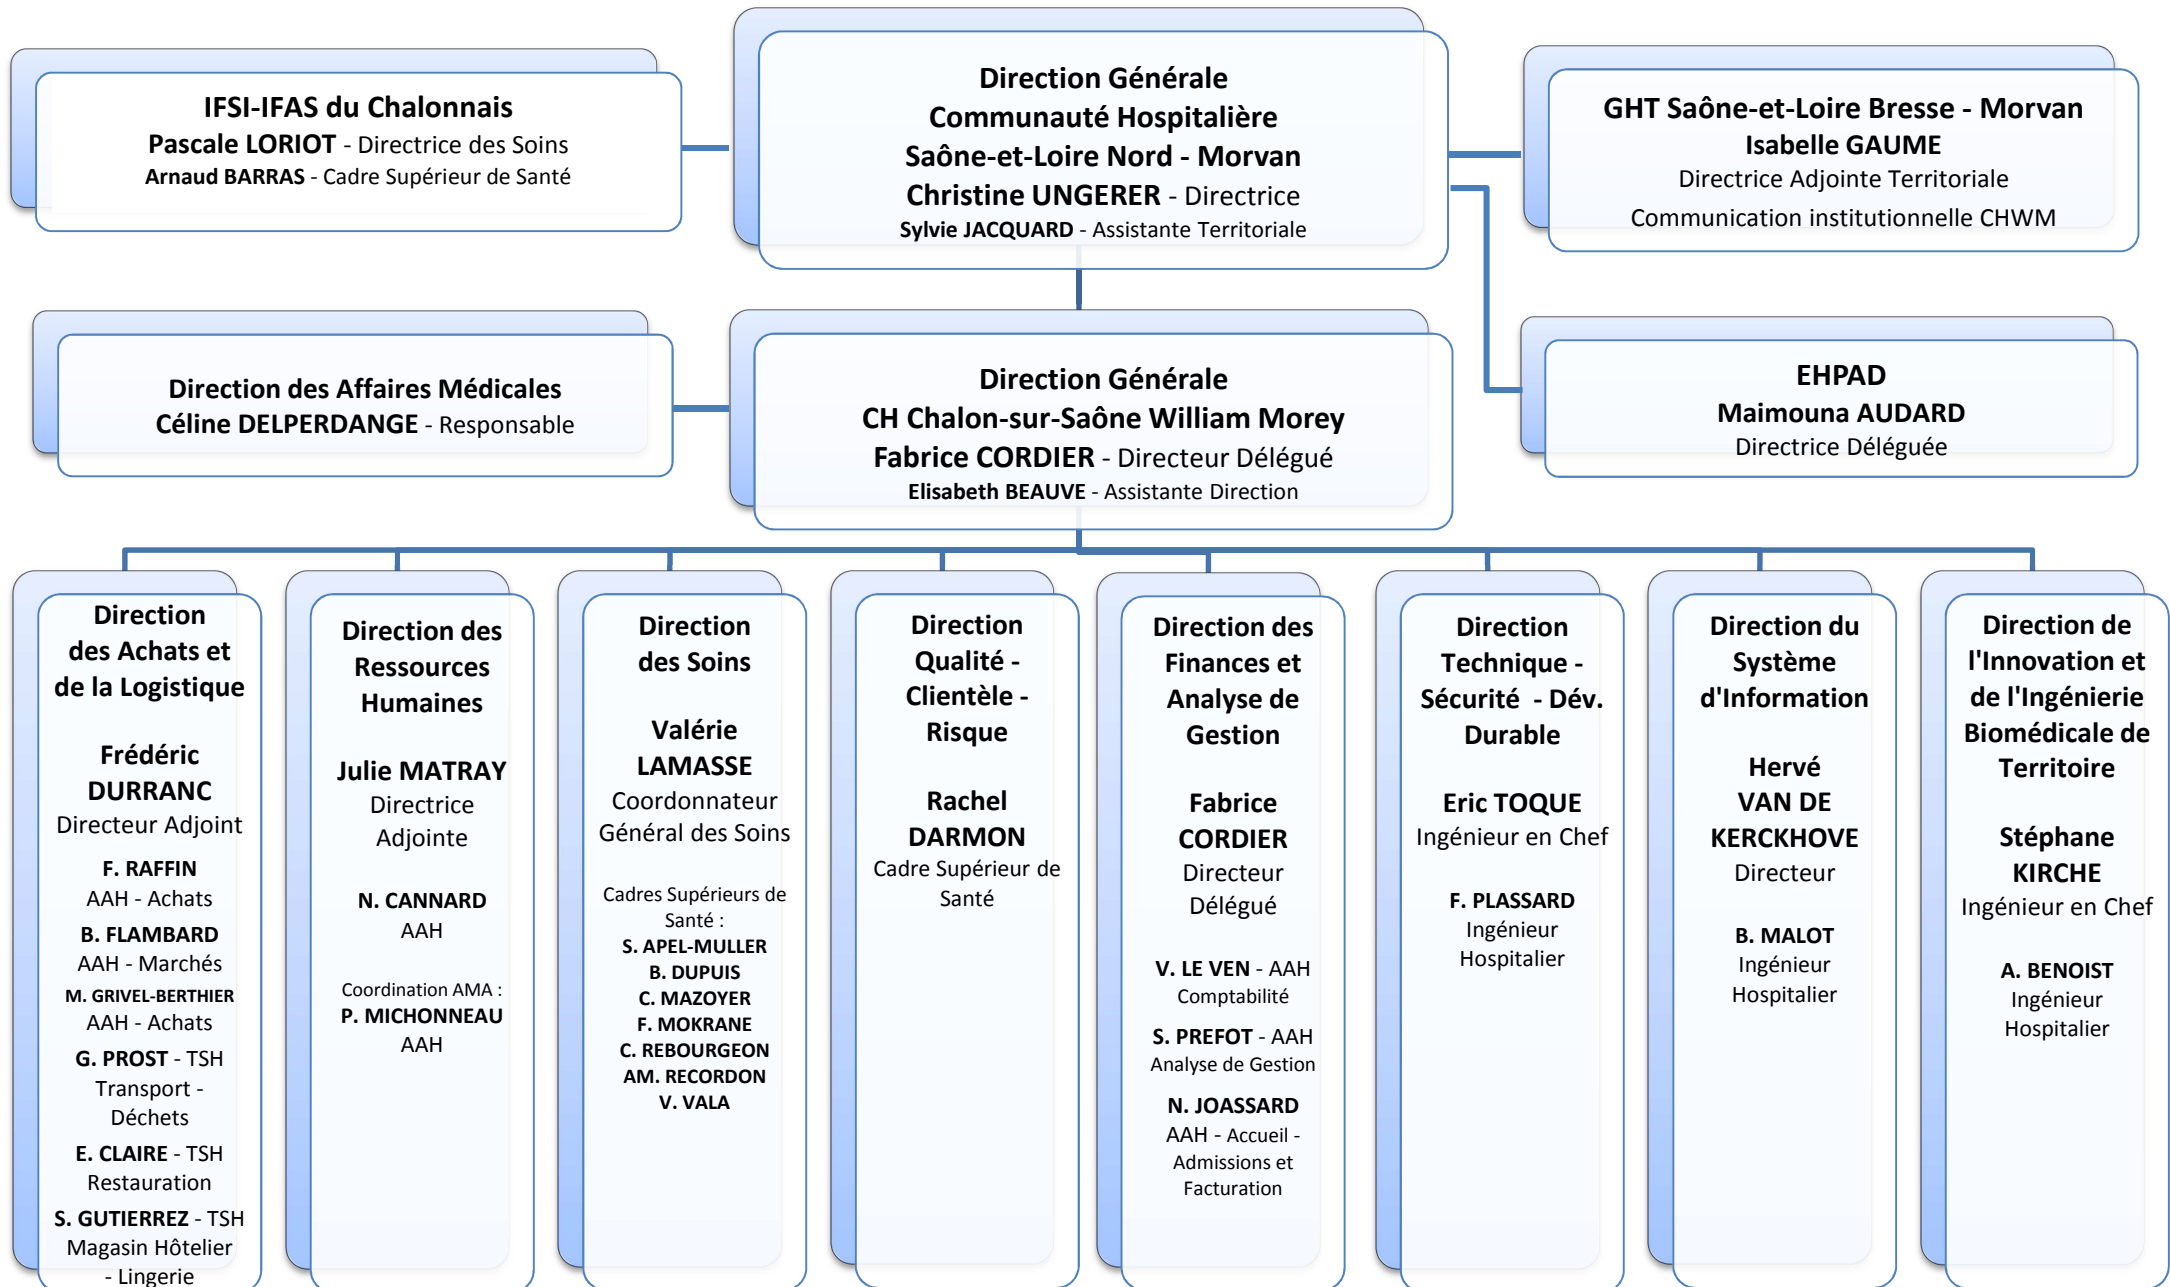 IFSI-IFAS du Chalonnais
Pascale LORIOT - Directrice des Soins
Arnaud BARRAS - Cadre Supérieur de Santé
Direction Générale
Communauté Hospitalière
Saône-et-Loire Nord - Morvan
Christine UNGERER - Directrice
Sylvie JACQUARD - Assistante Territoriale
GHT Saône-et-Loire Bresse - Morvan
Isabelle GAUME
Directrice Adjointe Territoriale
Communication institutionnelle CHWM
Direction des Affaires Médicales
Céline DELPERDANGE - Responsable
Direction Générale
CH Chalon-sur-Saône William Morey
Fabrice CORDIER - Directeur Délégué
Elisabeth BEAUVE - Assistante Direction
EHPAD
Maimouna AUDARD
Directrice Déléguée
Direction
des Achats et
de la Logistique
Frédéric
DURRANC
Directeur Adjoint
F. RAFFIN
AAH - Achats
B. FLAMBARD
AAH - Marchés
M. GRIVEL-BERTHIER
AAH - Achats
G. PROST - TSH
Transport -
Déchets
E. CLAIRE - TSH
Restauration
S. GUTIERREZ - TSH
Magasin Hôtelier
- Lingerie
Direction des
Ressources
Humaines
Julie MATRAY
Directrice
Adjointe
N. CANNARD
AAH
Coordination AMA :
P. MICHONNEAU
AAH
Direction
des Soins
Valérie
LAMASSE
Coordonnateur
Général des Soins
Cadres Supérieurs de
Santé :
S. APEL-MULLER
B. DUPUIS
C. MAZOYER
F. MOKRANE
C. REBOURGEON
AM. RECORDON
V. VALA
Direction
Qualité -
Clientèle -
Risque
Rachel
DARMON
Cadre Supérieur de
Santé
Direction des
Finances et
Analyse de
Gestion
Fabrice
CORDIER
Directeur
Délégué
V. LE VEN - AAH
Comptabilité
S. PREFOT - AAH
Analyse de Gestion
N. JOASSARD
AAH - Accueil -
Admissions et
Facturation
Direction
Technique -
Sécurité - Dév.
Durable
Eric TOQUE
Ingénieur en Chef
F. PLASSARD
Ingénieur
Hospitalier
Direction du
Système
d'Information
Hervé
VAN DE
KERCKHOVE
Directeur
B. MALOT
Ingénieur
Hospitalier
Direction de
l'Innovation et
de l'Ingénierie
Biomédicale de
Territoire
Stéphane
KIRCHE
Ingénieur en Chef
A. BENOIST
Ingénieur
Hospitalier